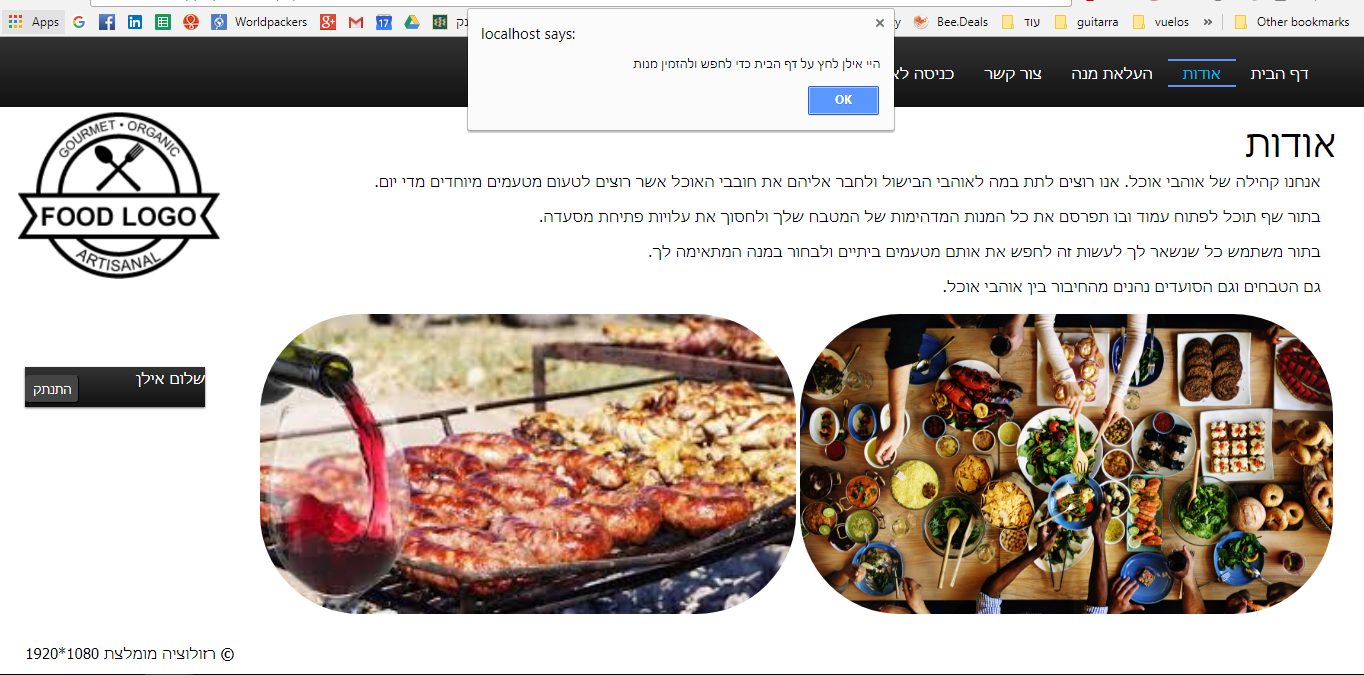 Apps
Worldpackers
17
Bee.Deals
עוד
guitarra
vuelos
»
Other bookmarks
localhost says:
היי אילן לחץ על דף הבית כדי לחפש ולהזמין מנות
OK
דף הבית
אודות
העלאת מנה
צור קשר
כניסה
GOURMET • ORGANIC
FOOD LOGO
ARTISANAL
אודות
אנחנו קהילה של אוהבי אוכל. אנו רוצים לתת במה לאוהבי הבישול ולחבר אליהם את חובבי האוכל אשר רוצים לטעום מטעמים מיוחדים מדי יום.
בתור שף תוכל לפתוח עמוד ובו תפרסם את כל המנות המדהימות של המטבח שלך ולחסוך את עלויות פתיחת מסעדה.
בתור משתמש כל שנשאר לך לעשות זה לחפש את אותם מטעמים ביתיים ולבחור במנה המתאימה לך.
גם הטבחים וגם הסועדים נהנים מהחיבור בין אוהבי אוכל.
שלום אילן
התנתק
© רזולוציה מומלצת 1920*1080